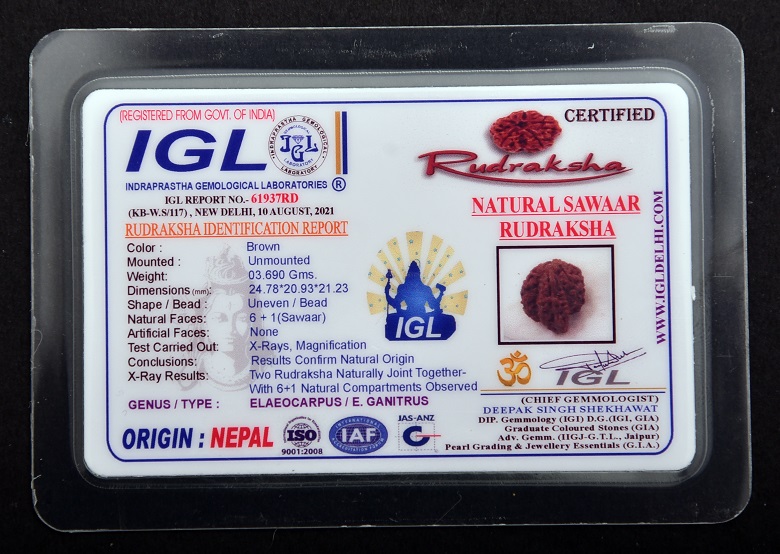 (REGISTERED FROM GOVT. OF INDIA)
IGL
INDRAPRASTHA GEMOLOGICAL LABORATORY
INDRAPRASTHA GEMOLOGICAL LABORATORIES ®
IGL REPORT NO.- 61937RD
(KB-W.S/117) , NEW DELHI, 10 AUGUST, 2021
RUDRAKSHA IDENTIFICATION REPORT
Color : Brown
Mounted : Unmounted
Weight: 03.690 Gms.
Dimensions (mm): 24.78*20.93*21.23
Shape / Bead : Uneven / Bead
Natural Faces: 6 + 1(Sawaar)
Artificial Faces: None
Test Carried Out: X-Rays, Magnification
Conclusions: Results Confirm Natural Origin
X-Ray Results: Two Rudraksha Naturally Joint Together-
With 6+1 Natural Compartments Observed
GENUS / TYPE : ELAEOCARPUS / E. GANITRUS
ORIGIN : NEPAL
ISO
9001:2008
IAF
JAS-ANZ
IGL
CERTIFIED
Rudraksha
NATURAL SAWAAR
RUDRAKSHA
WWW.IGLDELHI.COM
ॐ
IGL
(CHIEF GEMMOLOGIST)
DEEPAK SINGH SHEKHAWAT
DIP. Gemmology (IGI) D.G.(IGI, GIA)
Graduate Coloured Stones (GIA)
Adv. Gemm. (IIGJ-G.T.L., Jaipur)
Pearl Grading & Jewellery Essentials (G.I.A.)